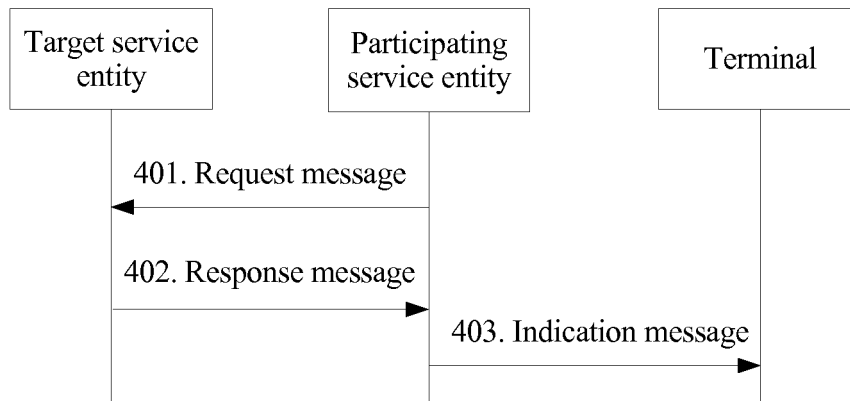 Target service
entity
Participating
service entity
Terminal
401. Request message
402. Response message
403. Indication message